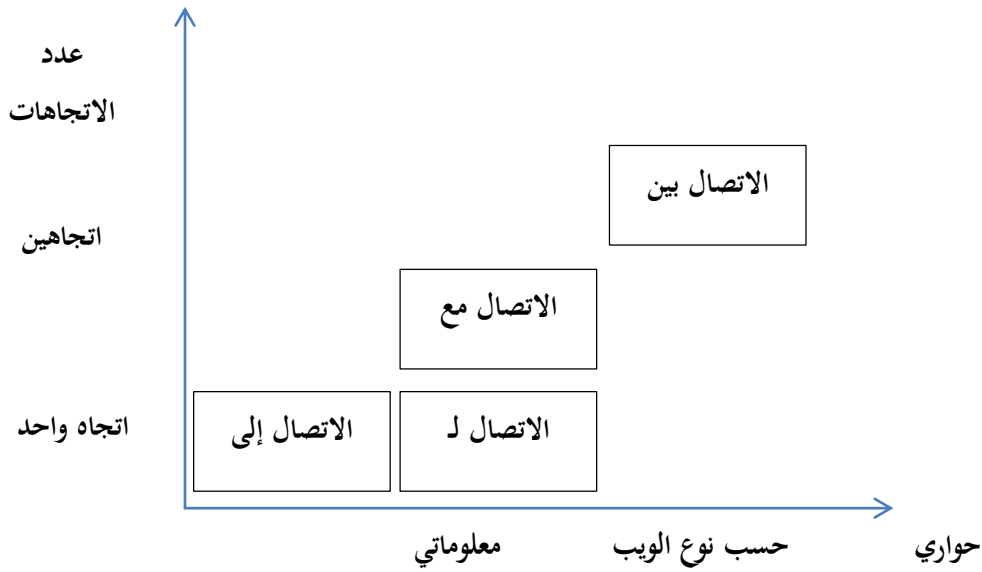 عدد
الاتجاهات
الاتصال بين
اتجاهين
الاتصال مع
اتجاه واحد
الاتصال إلى
الاتصال لـ
معلوماتي
حسب نوع الويب
حواري